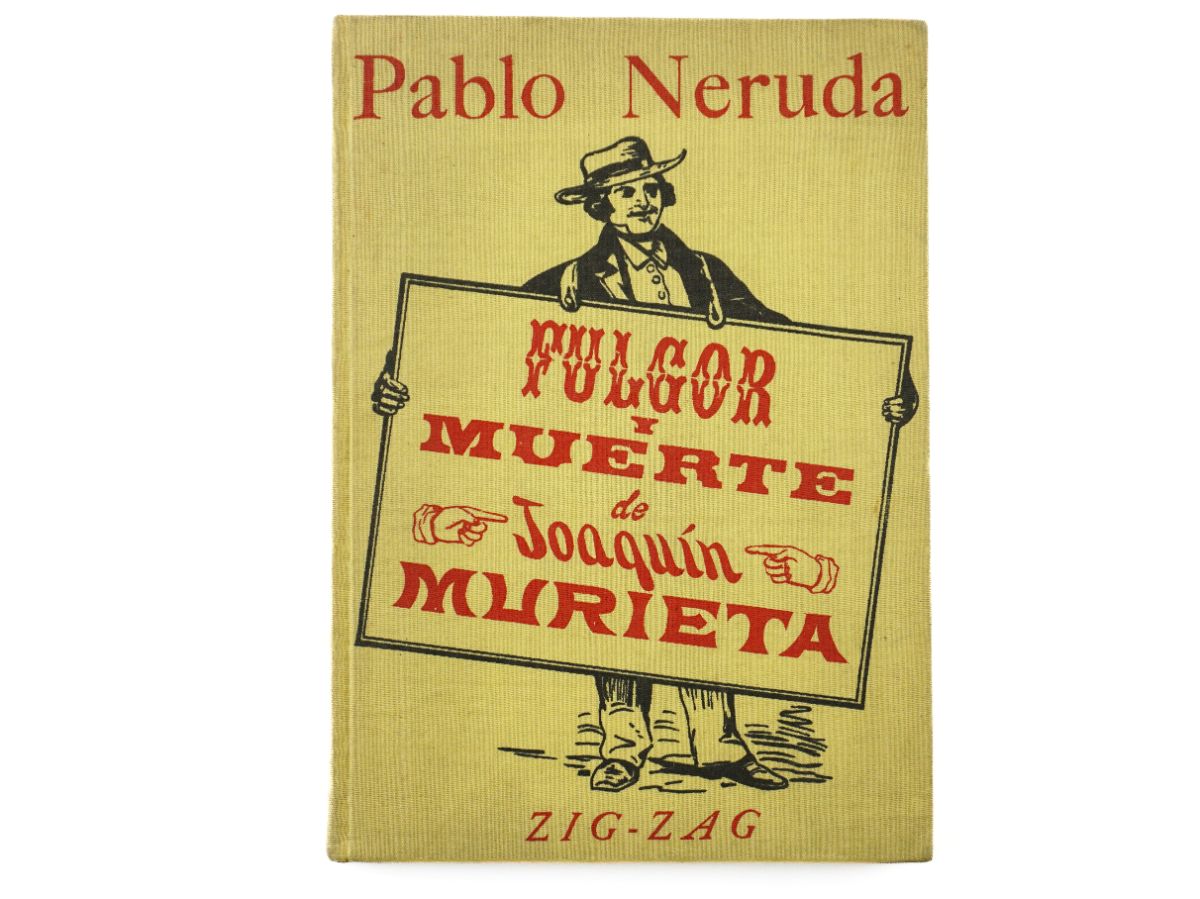 Pablo Neruda
FULGOR
Y
MUERTE
de
Joaquín
MURIETA
ZIG-ZAG